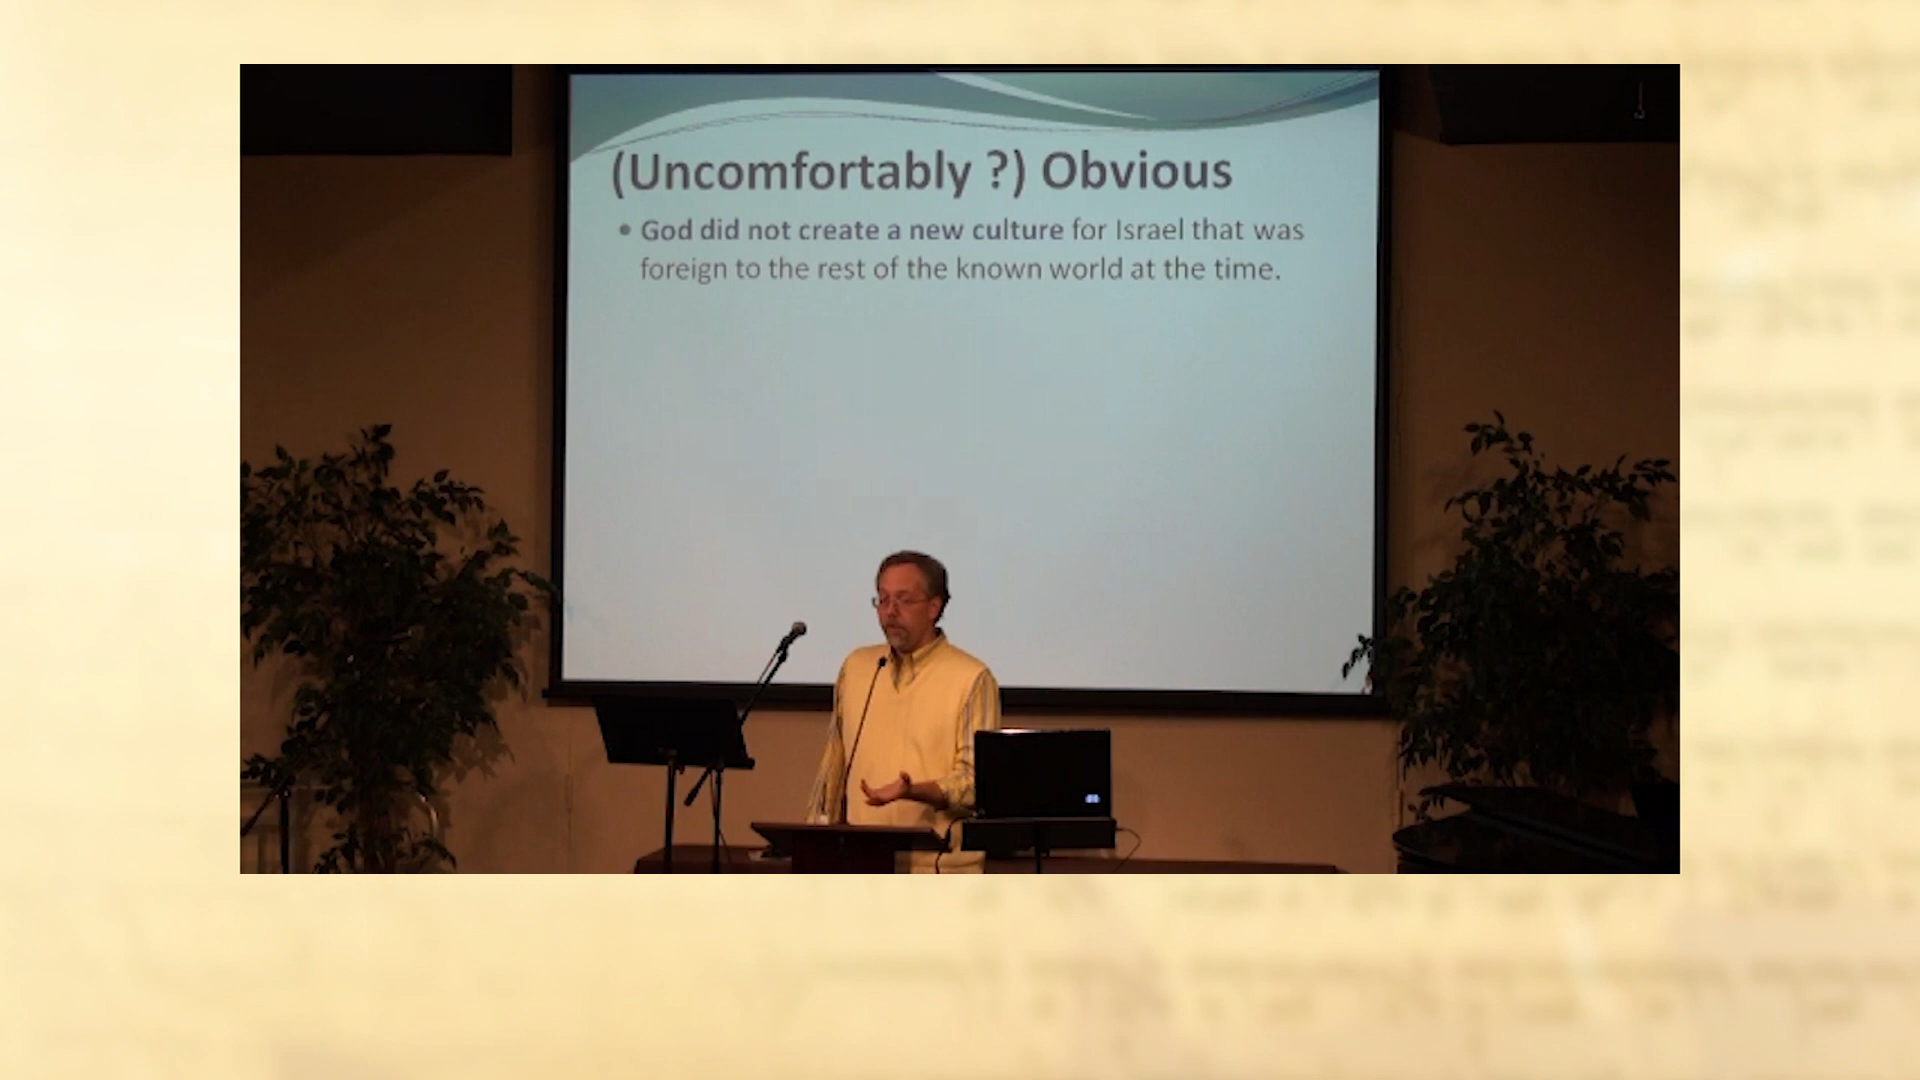 (Uncomfortably ?) Obvious
• God did not create a new culture for Israel that was
foreign to the rest of the known world at the time.